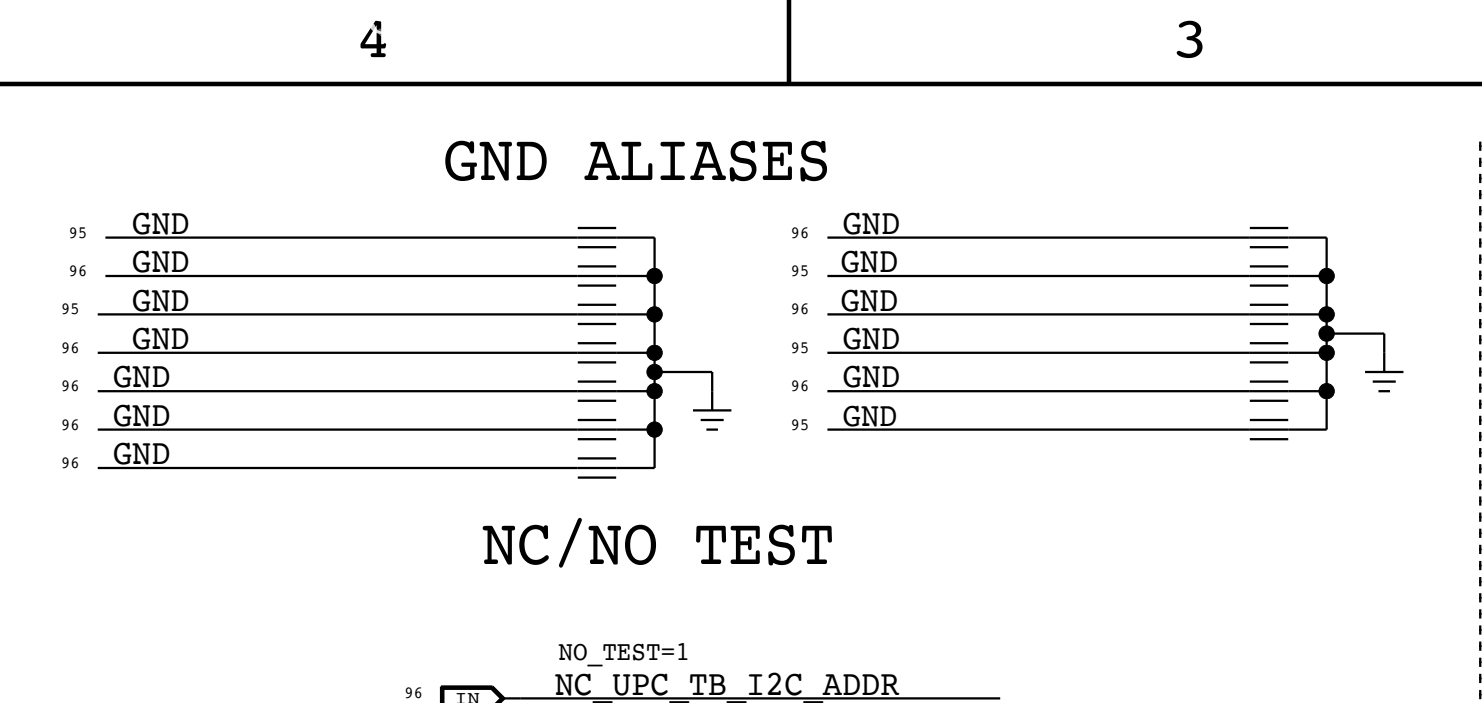 4 3
GND ALIASES
95 GND
96 GND
95 GND
96 GND
96 GND
96 GND
96 GND
96 GND
95 GND
96 GND
95 GND
96 GND
95 GND
NC/NO TEST
NO_TEST=1
96 IN NC_UPC_TB_I2C_ADDR